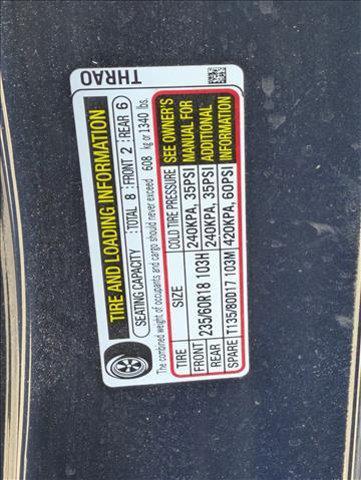 THRAO
TIRE AND LOADING INFORMATION
SEATING CAPACITY TOTAL 8 FRONT 2 REAR 6
The combined weight of occupants and cargo should never exceed 608 kg or 1340 lbs.
TIRE SIZE COLD TIRE PRESSURE SEE OWNER'S
FRONT 235/60R18 103H 240KPA, 35PSI MANUAL FOR
REAR 240KPA, 35PSI ADDITIONAL
SPARE T135/80D17 103M 420KPA, 60PSI INFORMATION